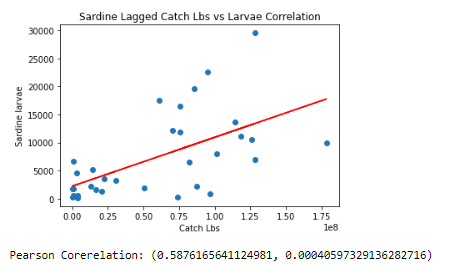 Sardine Lagged Catch Lbs vs Larvae Correlation
30000
25000
20000
15000
10000
5000
0
Sardine larvae
0.00 0.25 0.50 0.75 1.00 1.25 1.50 1.75
1e8
Catch Lbs
Pearson Corerelation: (0.5876165641124981, 0.00040597329136282716)